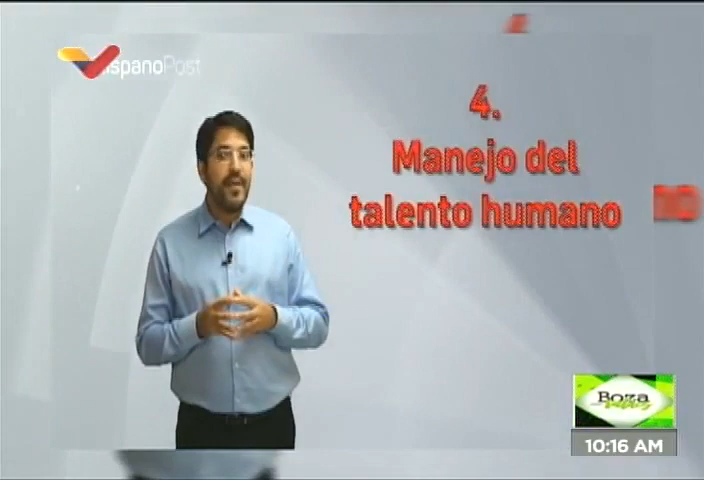 ispanoPost
4.
Manejo del
talento humano
Boza
10:16 AM